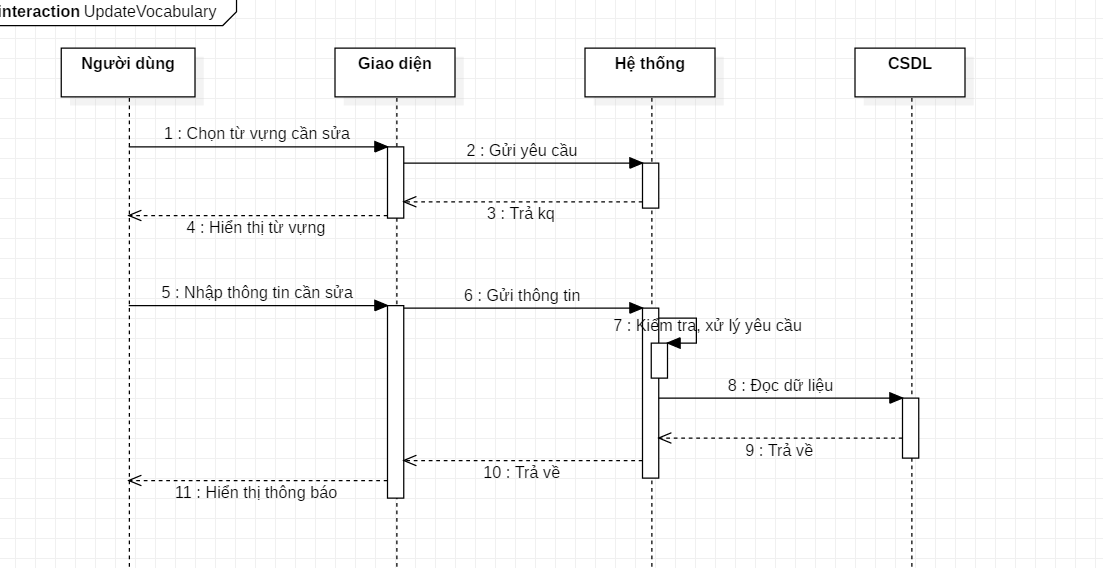 interaction UpdateVocabulary
Người dùng
Giao diện
Hệ thống
CSDL
1 : Chọn từ vựng cần sửa
2 : Gửi yêu cầu
3 : Trả kq
4 : Hiển thị từ vựng
5 : Nhập thông tin cần sửa
6 : Gửi thông tin
7 : Kiểm tra, xử lý yêu cầu
8 : Đọc dữ liệu
9 : Trả về
10 : Trả về
11 : Hiển thị thông báo